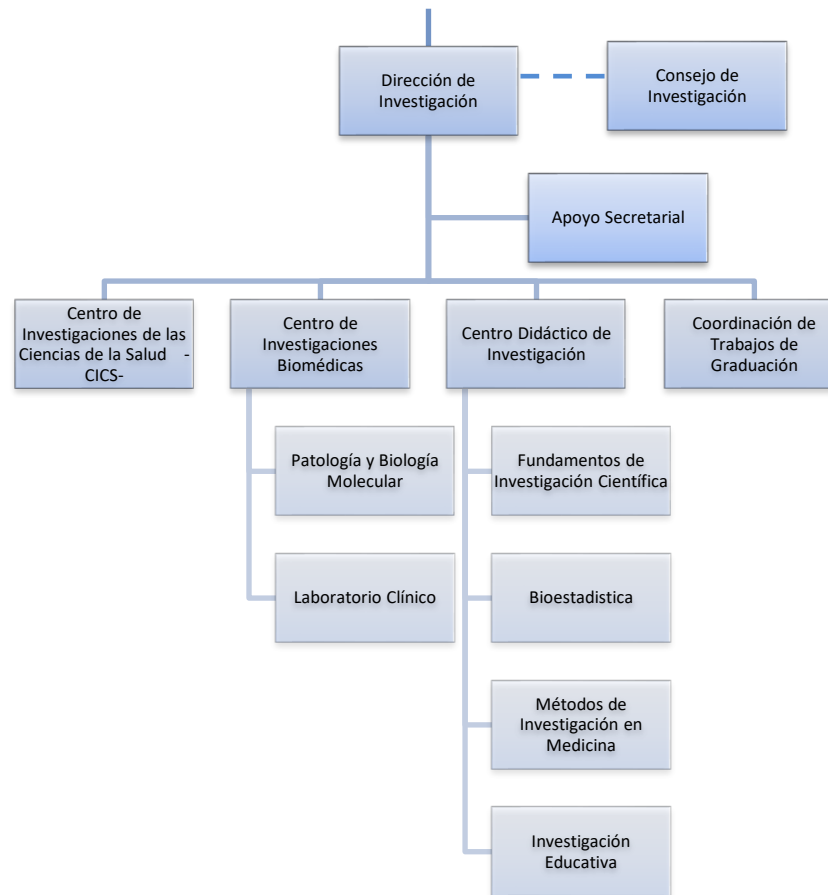 Dirección de
Investigación
Consejo de
Investigación
Apoyo Secretarial
Centro de
Investigaciones de las
Ciencias de la Salud -
CICS-
Centro de
Investigaciones
Biomédicas
Centro Didáctico de
Investigación
Coordinación de
Trabajos de
Graduación
Patología y Biología
Molecular
Fundamentos de
Investigación Científica
Laboratorio Clínico
Bioestadistica
Métodos de
Investigación en
Medicina
Investigación
Educativa